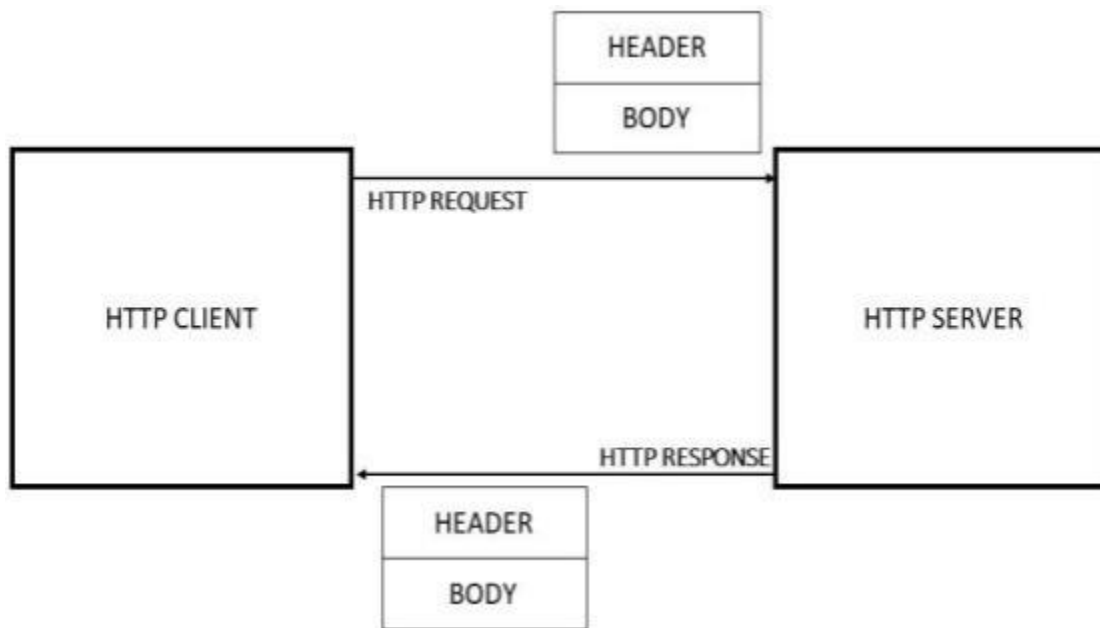 HEADER
BODY
HTTP REQUEST
HTTP CLIENT
HTTP SERVER
HTTP RESPONSE
HEADER
BODY